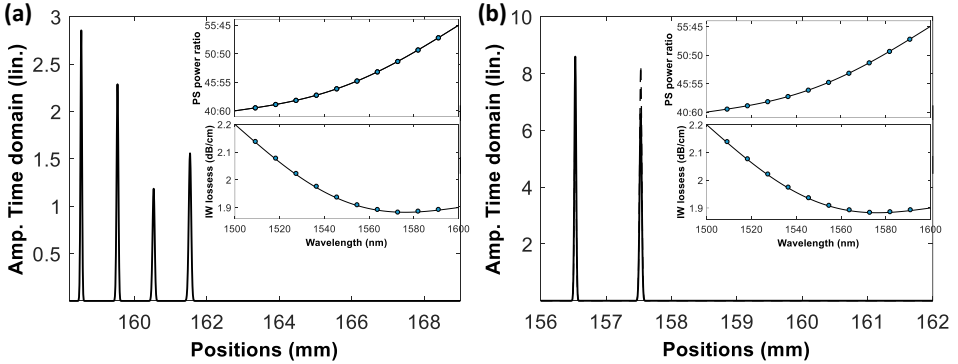 (a)
3
2.5
2
1.5
1
0.5
Amp. Time domain (lin.)
160 162 164 166 168
Positions (mm)
55:45
50:50
45:55
40:60
PS power ratio
2.2
2.1
2
1.9
IW lossess (dB/cm)
1500 1520 1540 1560 1580 1600
Wavelength (nm)
(b)
10
8
6
4
2
Amp. Time domain (lin.)
156 157 158 159 160 161 162
Positions (mm)
55:45
50:50
45:55
40:60
PS power ratio
2.2
2.1
2
1.9
IW lossess (dB/cm)
1500 1520 1540 1560 1580 1600
Wavelength (nm)